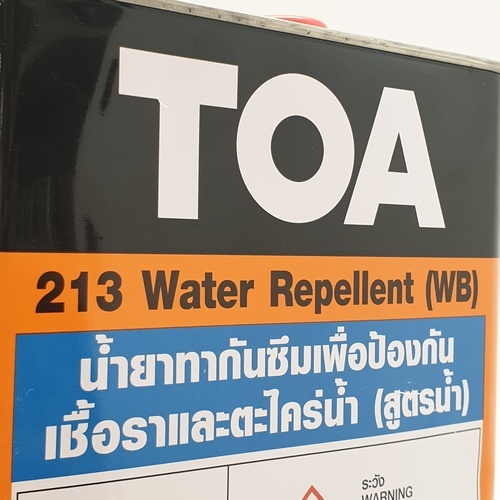 TOA
213 Water Repellent (WB)
น้ำยาทากันซึมเพื่อป้องกัน
เชื้อราและตะไคร่น้ำ (สูตรน้ำ)
ระวัง
WARNING